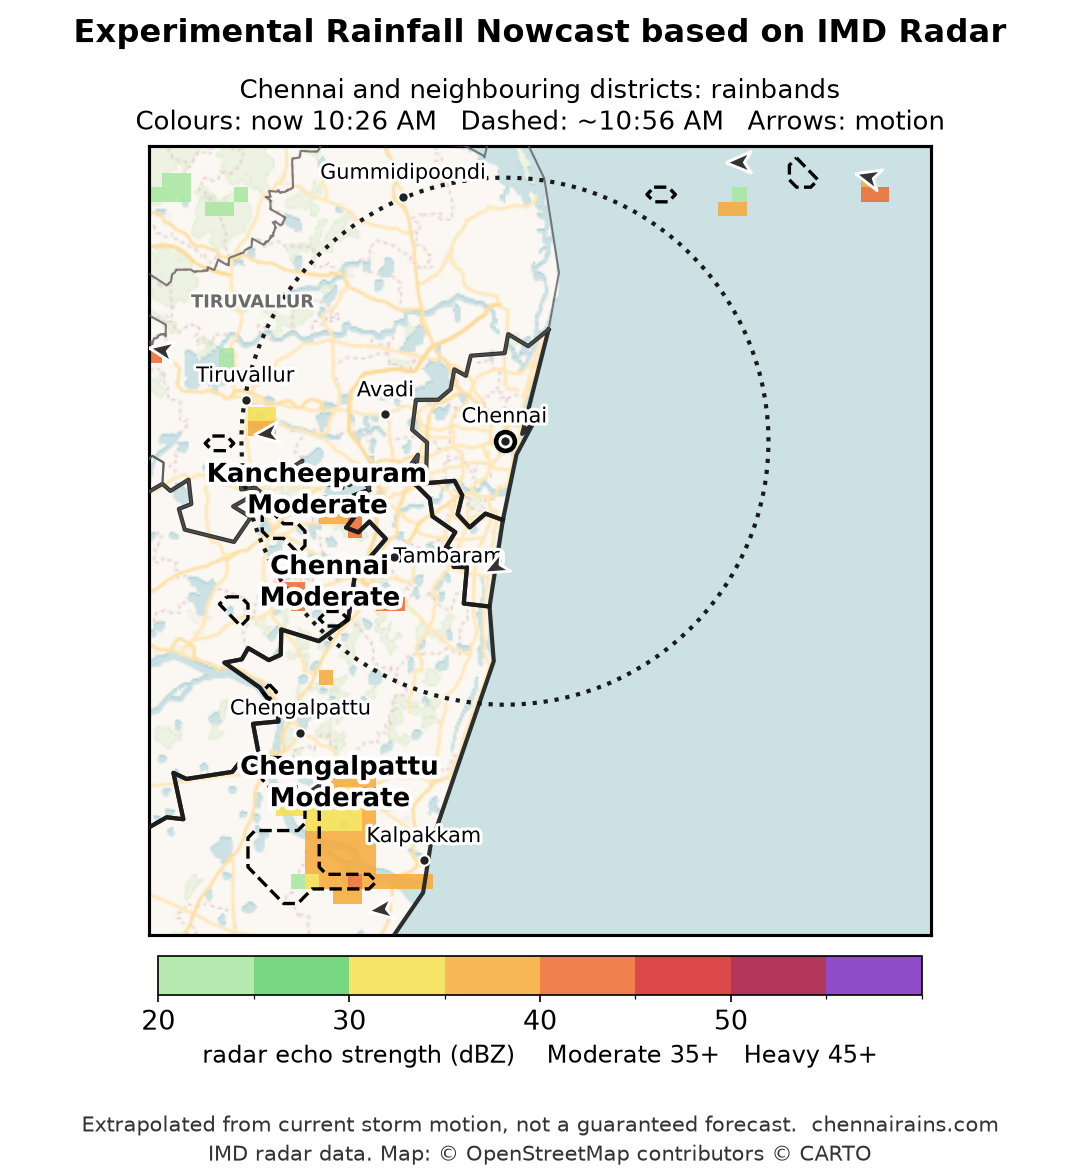 Experimental Rainfall Nowcast based on IMD Radar
Chennai and neighbouring districts: rainbands
Colours: now 10:26 AM   Dashed: ~10:56 AM   Arrows: motion
Gummidipoondi
TIRUVALLUR
Tiruvallur
Avadi
Chennai
Kancheepuram
Moderate
Tambaram
Chennai
Moderate
Chengalpattu
Chengalpattu
Moderate
Kalpakkam
20 30 40 50
radar echo strength (dBZ)    Moderate 35+   Heavy 45+
Extrapolated from current storm motion, not a guaranteed forecast.  chennairains.com
IMD radar data. Map: © OpenStreetMap contributors © CARTO